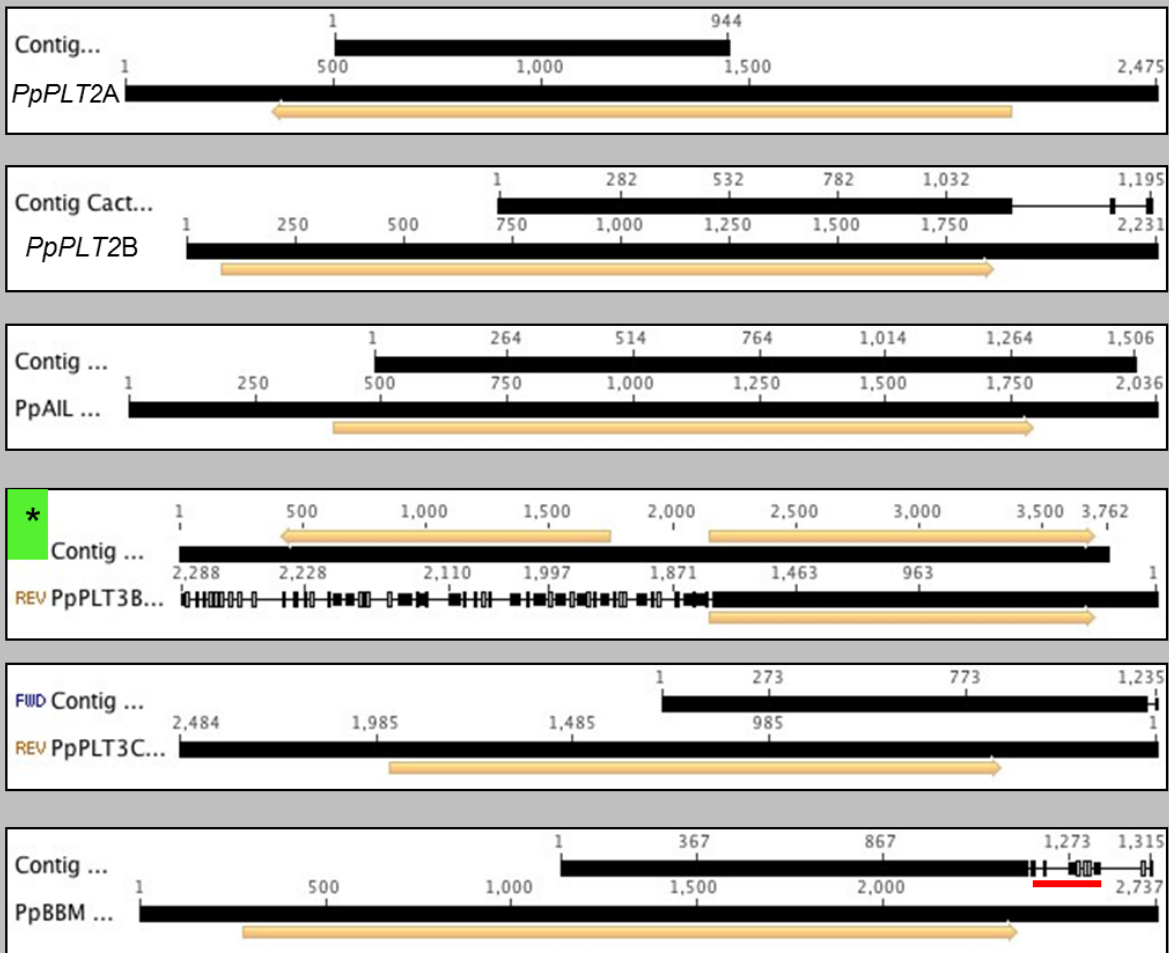 1 944
Contig...
1 500 1,000 1,500 2,475
PpPLT2A
1 282 532 782 1,032 1,195
Contig Cact...
1 250 500 750 1,000 1,250 1,500 1,750 2,231
PpPLT2B
1 264 514 764 1,014 1,264 1,506
Contig ...
1 250 500 750 1,000 1,250 1,500 1,750 2,036
PpAIL ...
* 1 500 1,000 1,500 2,000 2,500 3,000 3,500 3,762
Contig ...
2,288 2,228 2,110 1,997 1,871 1,463 963 1
REV PpPLT3B...
1 273 773 1,235
FWD Contig ...
2,484 1,985 1,485 985 1
REV PpPLT3C...
1 367 867 1,273 1,315
Contig ...
1 500 1,000 1,500 2,000 2,737
PpBBM ...